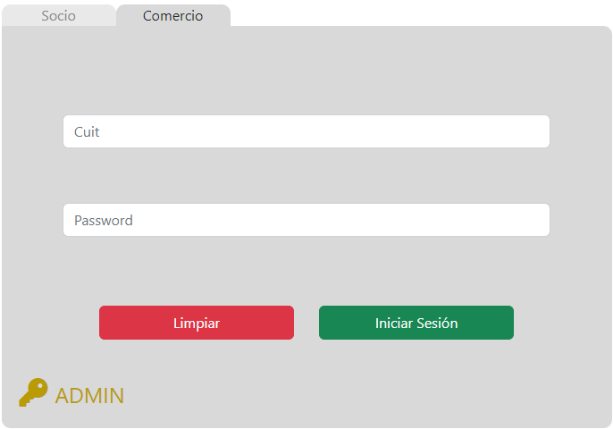 Socio
Comercio
Cuit
Password
Limpiar
Iniciar Sesión
ADMIN